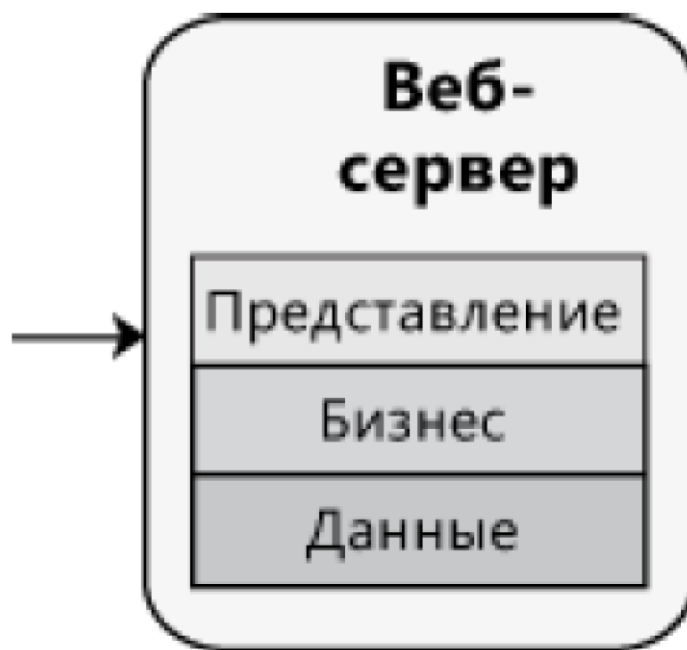 Веб-
сервер
Представление
Бизнес
Данные